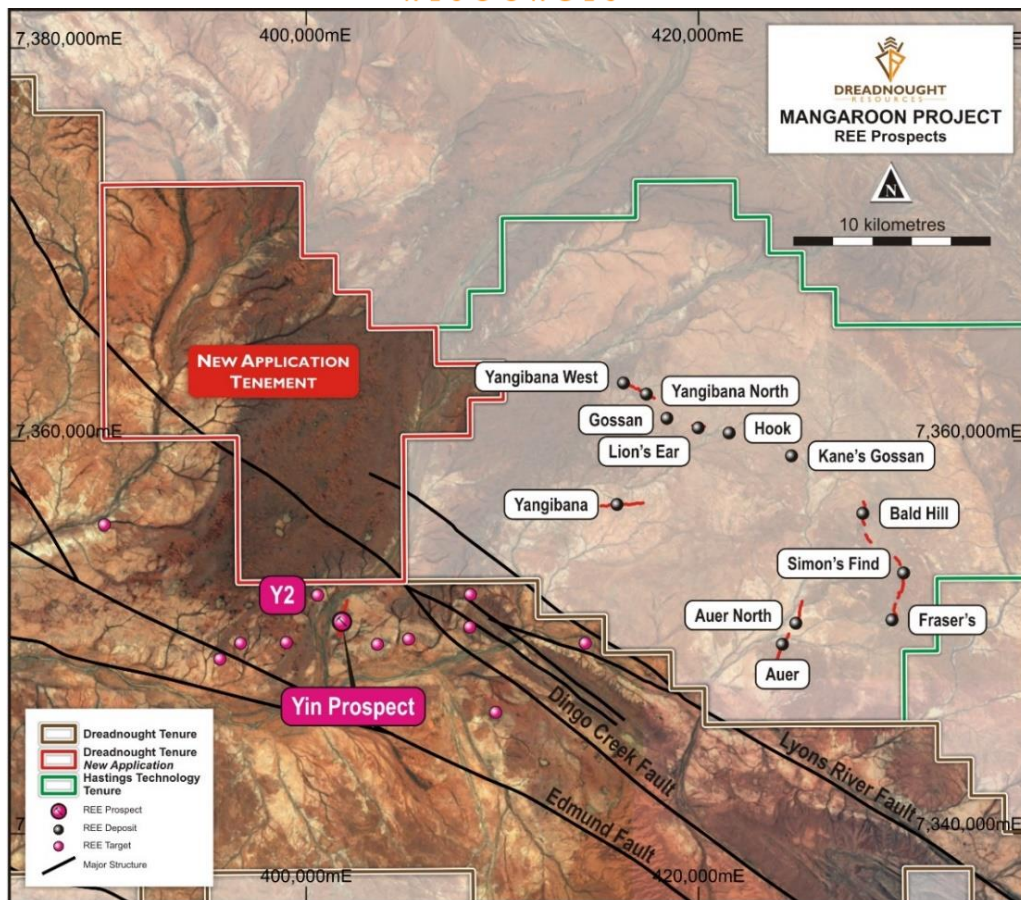 7,380,000mE
400,000mE
420,000mE
DREADNOUGHT
RESOURCES
MANGAROON PROJECT
REE Prospects
N
10 kilometres
NEW APPLICATION
TENEMENT
Yangibana West
Yangibana North
Gossan
Lion's Ear
Hook
7,360,000mE
7,360,000mE
Kane's Gossan
Yangibana
Bald Hill
Simon's Find
Y2
Auer North
Fraser's
Auer
Yin Prospect
Dingo Creek Fault
Lyons River Fault
Edmund Fault
Dreadnought Tenure
Dreadnought Tenure
New Application
Hastings Technology
Tenure
REE Prospect
REE Deposit
REE Target
Major Structure
7,340,000mE
400,000mE
420,000mE